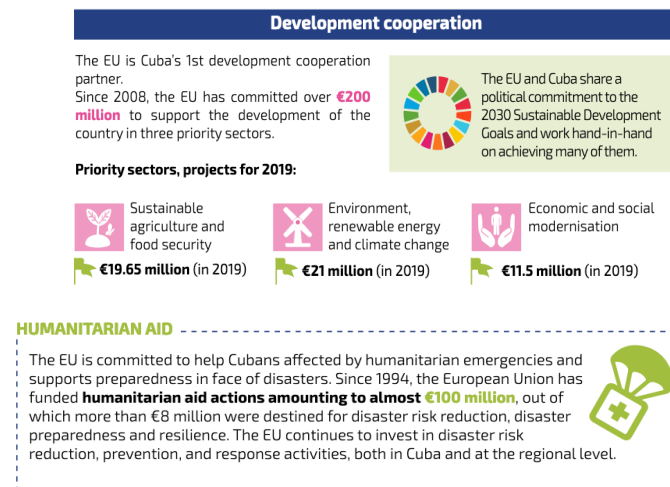 Development cooperation
The EU is Cuba's 1st development cooperation
partner.
Since 2008, the EU has committed over €200
million to support the development of the
country in three priority sectors.
The EU and Cuba share a
political commitment to the
2030 Sustainable Development
Goals and work hand-in-hand
on achieving many of them.
Priority sectors, projects for 2019:
Sustainable
agriculture and
food security
€19.65 million (in 2019)
Environment,
renewable energy
and climate change
€21 million (in 2019)
Economic and social
modernisation
€11.5 million (in 2019)
HUMANITARIAN AID
The EU is committed to help Cubans affected by humanitarian emergencies and
supports preparedness in face of disasters. Since 1994, the European Union has
funded humanitarian aid actions amounting to almost €100 million, out of
which more than €8 million were destined for disaster risk reduction, disaster
preparedness and resilience. The EU continues to invest in disaster risk
reduction, prevention, and response activities, both in Cuba and at the regional level.